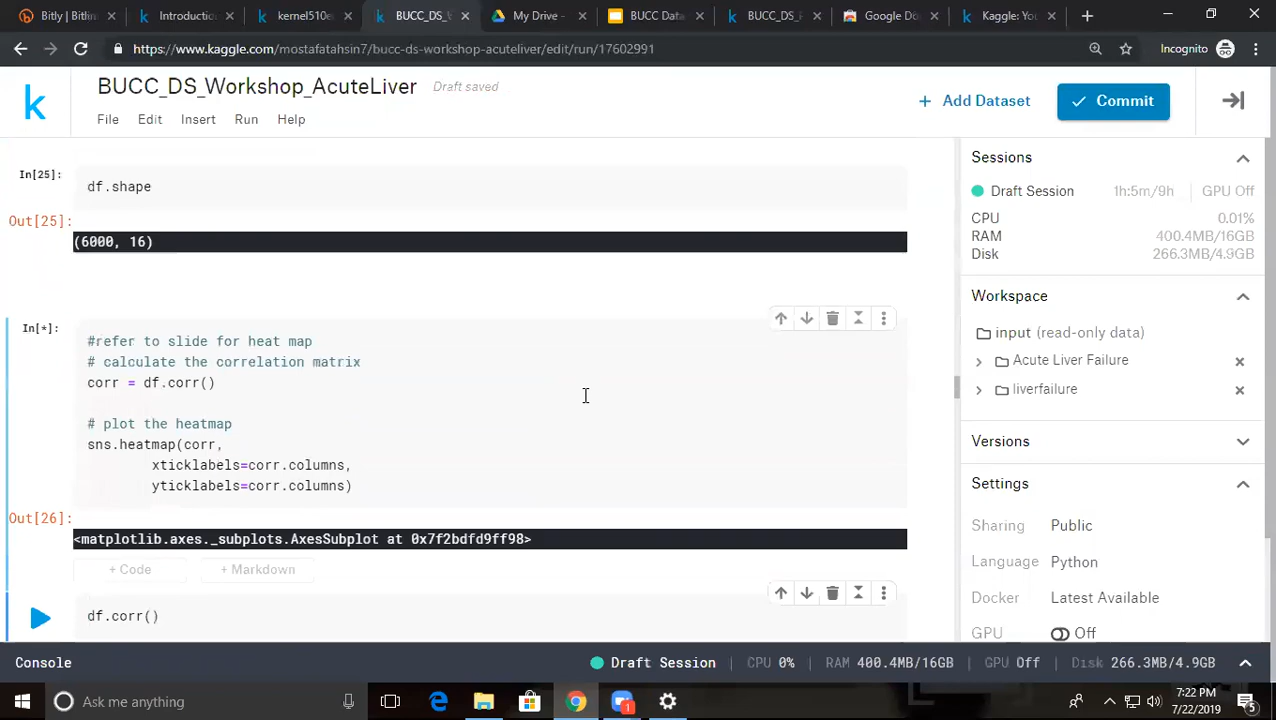 Bitly | Links
Introduction
kernel510e
BUCC_DS_W
My Drive -
BUCC Data
BUCC_DS_
Kaggle: You
https://www.kaggle.com/mostafatahsin7/bucc-ds-workshop-acuteliver/edit/run/17602991
Incognito
k
BUCC_DS_Workshop_AcuteLiver Draft saved
File Edit Insert Run Help
+ Add Dataset
Commit
In[25]:
df.shape
Out[25]:
(6000, 16)
In[*]:
#refer to slide for heat map
# calculate the correlation matrix
corr = df.corr()
# plot the heatmap
sns.heatmap(corr,
xticklabels=corr.columns,
yticklabels=corr.columns)
Out[26]:
<matplotlib.axes._subplots.AxesSubplot at 0x7f2bdfd9ff98>
+ Code + Markdown
df.corr()
Sessions
Draft Session 1h:5m/9h GPU Off
CPU 0.01%
RAM 400.4MB/16GB
Disk 266.3MB/4.9GB
Workspace
input (read-only data)
Acute Liver Failure
liverfailure
Versions
Settings
Sharing Public
Language Python
Docker Latest Available
GPU Off
Console Draft Session CPU 0% RAM 400.4MB/16GB GPU Off Disk 266.3MB/4.9GB
Ask me anything
1
7:22 PM
7/22/2019
5